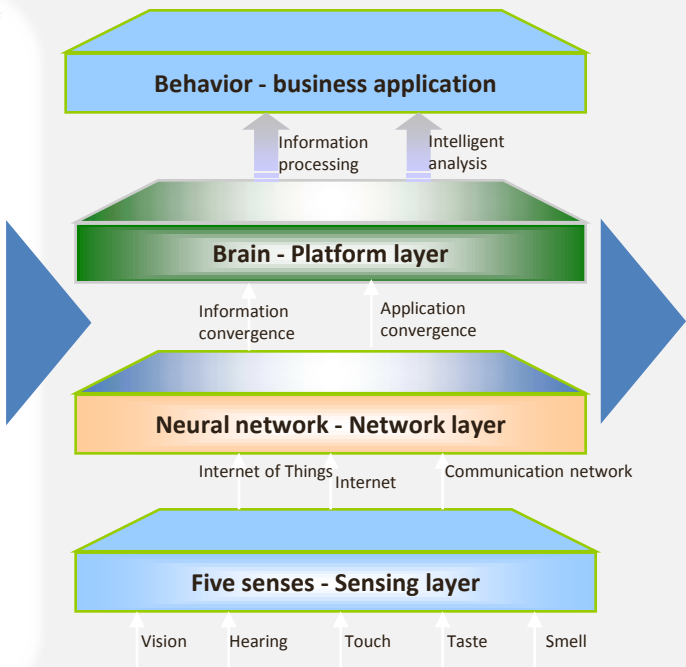 Behavior - business application
Information
processing
Intelligent
analysis
Brain - Platform layer
Information
convergence
Application
convergence
Neural network - Network layer
Internet of Things
Internet
Communication network
Five senses - Sensing layer
Vision
Hearing
Touch
Taste
Smell